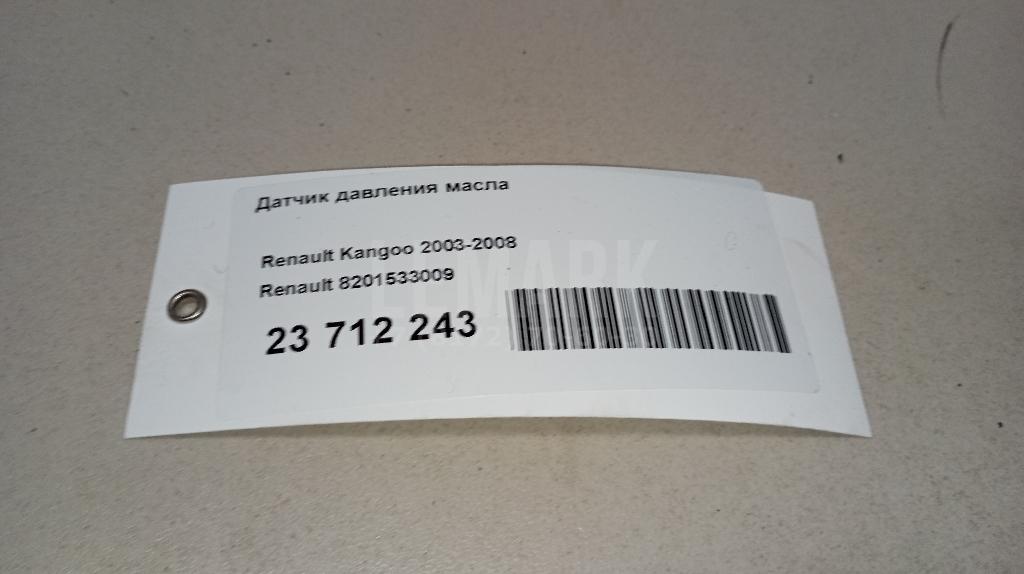 Датчик давления масла
Renault Kangoo 2003-2008
Renault 8201533009
23 712 243